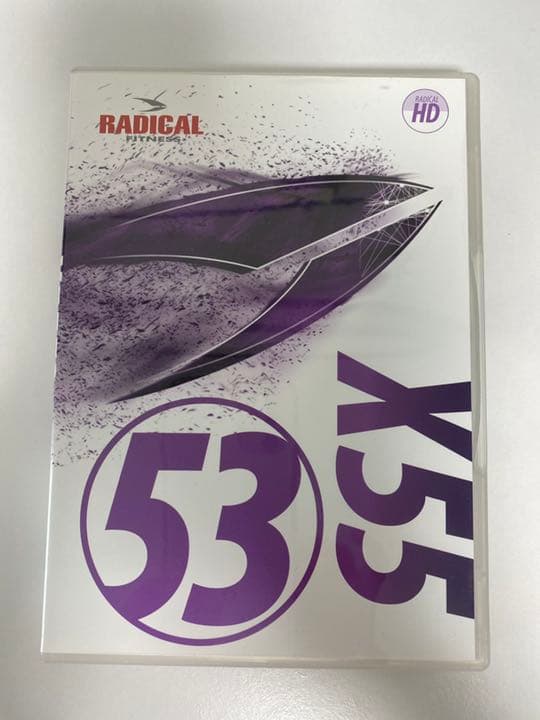 RADICAL
FITNESS
RADICAL
HD
X55
53